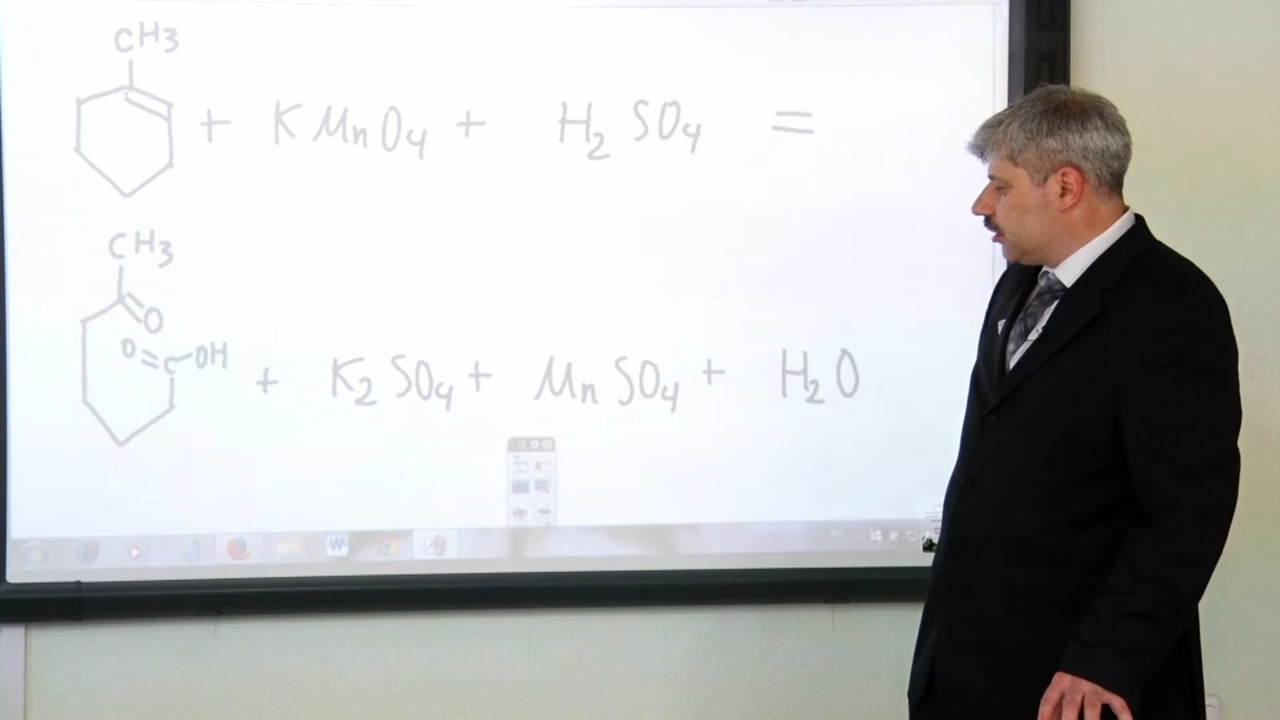 CH3
+ KMnO4 + H2SO4 =
CH3
O
O=C-OH
+ K2SO4 + MnSO4 + H2O
W